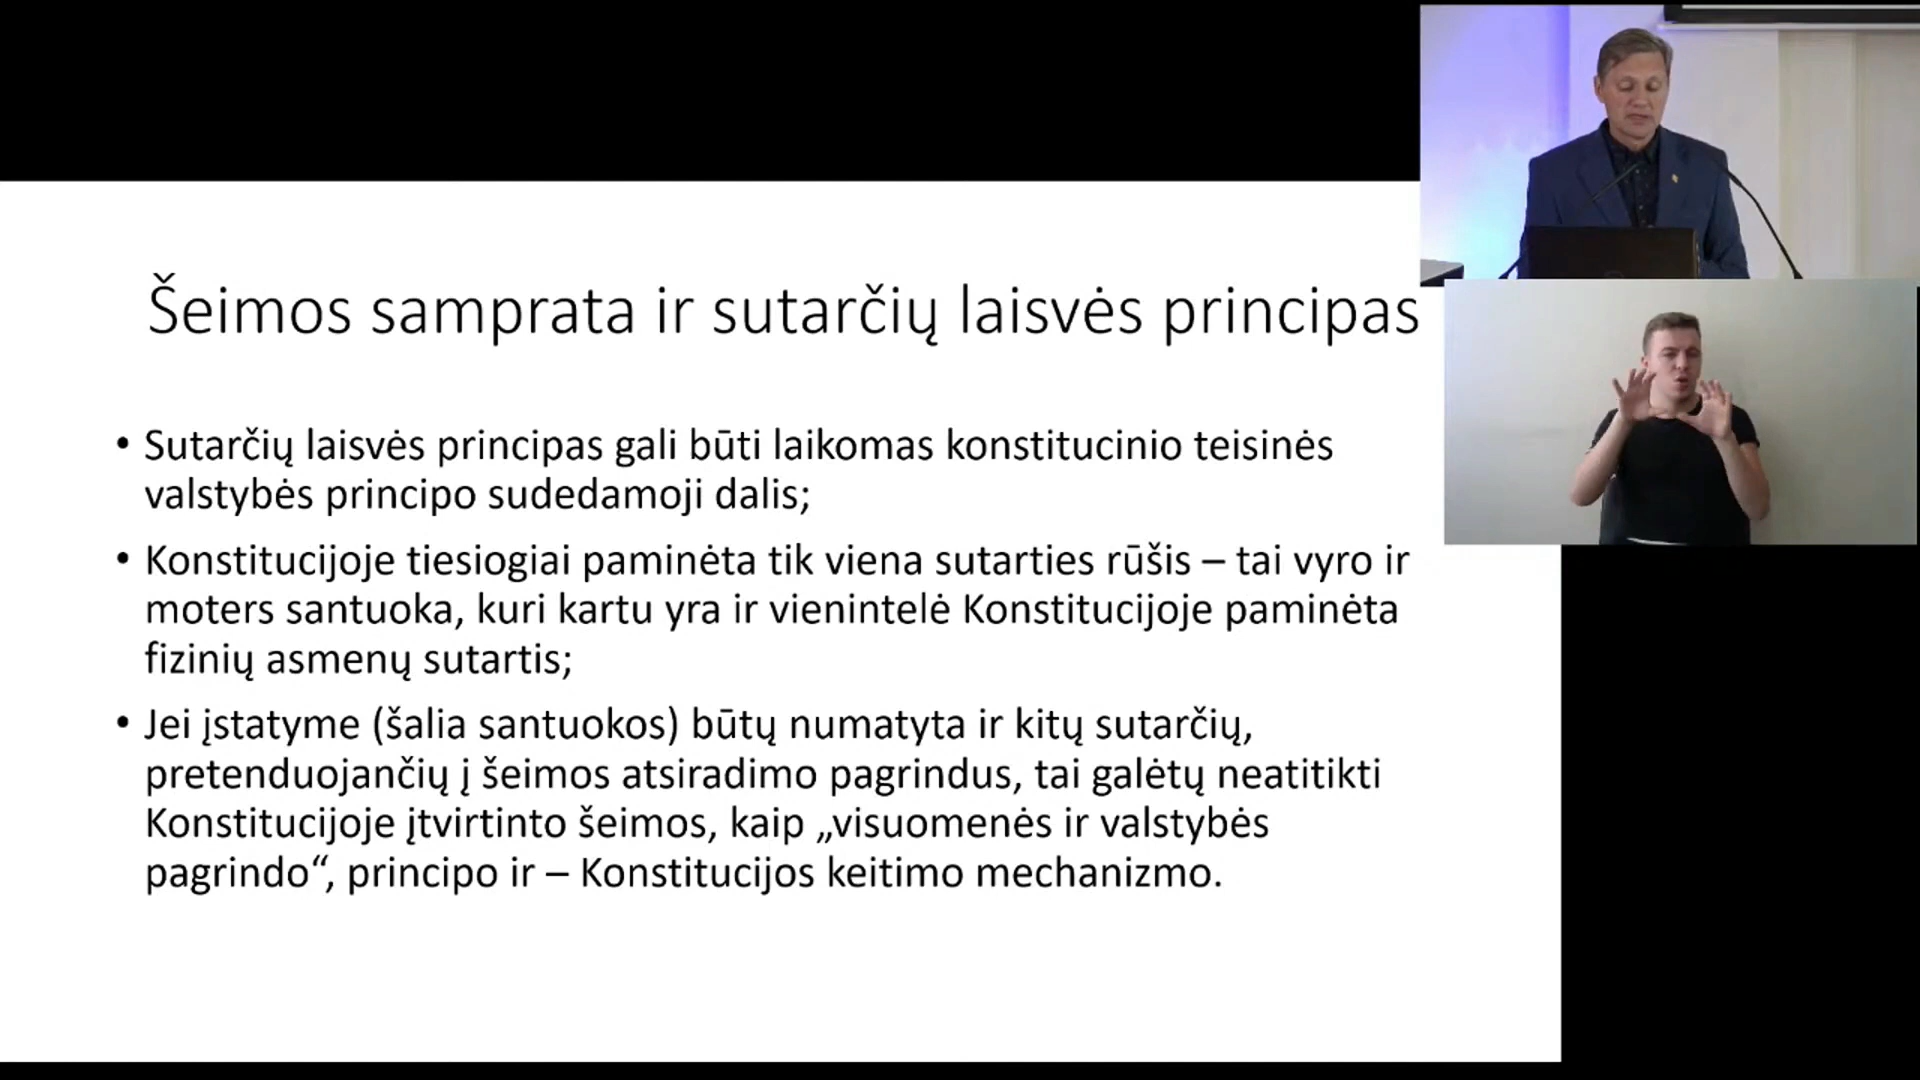 Šeimos samprata ir sutarčių laisvės principas
• Sutarčių laisvės principas gali būti laikomas konstitucinio teisinės
valstybės principo sudedamoji dalis;
• Konstitucijoje tiesiogiai paminėta tik viena sutarties rūšis – tai vyro ir
moters santuoka, kuri kartu yra ir vienintelė Konstitucijoje paminėta
fizinių asmenų sutartis;
• Jei įstatyme (šalia santuokos) būtų numatyta ir kitų sutarčių,
pretenduojančių į šeimos atsiradimo pagrindus, tai galėtų neatitikti
Konstitucijoje įtvirtinto šeimos, kaip „visuomenės ir valstybės
pagrindo“, principo ir – Konstitucijos keitimo mechanizmo.